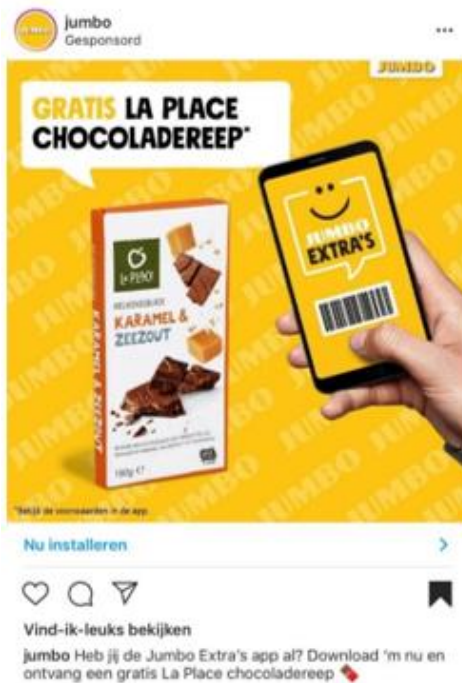 jumbo
Gesponsord
JUMBO
GRATIS LA PLACE
CHOCOLADEREEP*
JUMBO
EXTRA'S
La PLACE
KARAMEL &
ZEEZOUT
KARAMEL & ZEEZOUT
*Bekijk de voorwaarden in de app.
Nu installeren
Vind-ik-leuks bekijken
jumbo Heb jij de Jumbo Extra's app al? Download 'm nu en
ontvang een gratis La Place chocoladereep